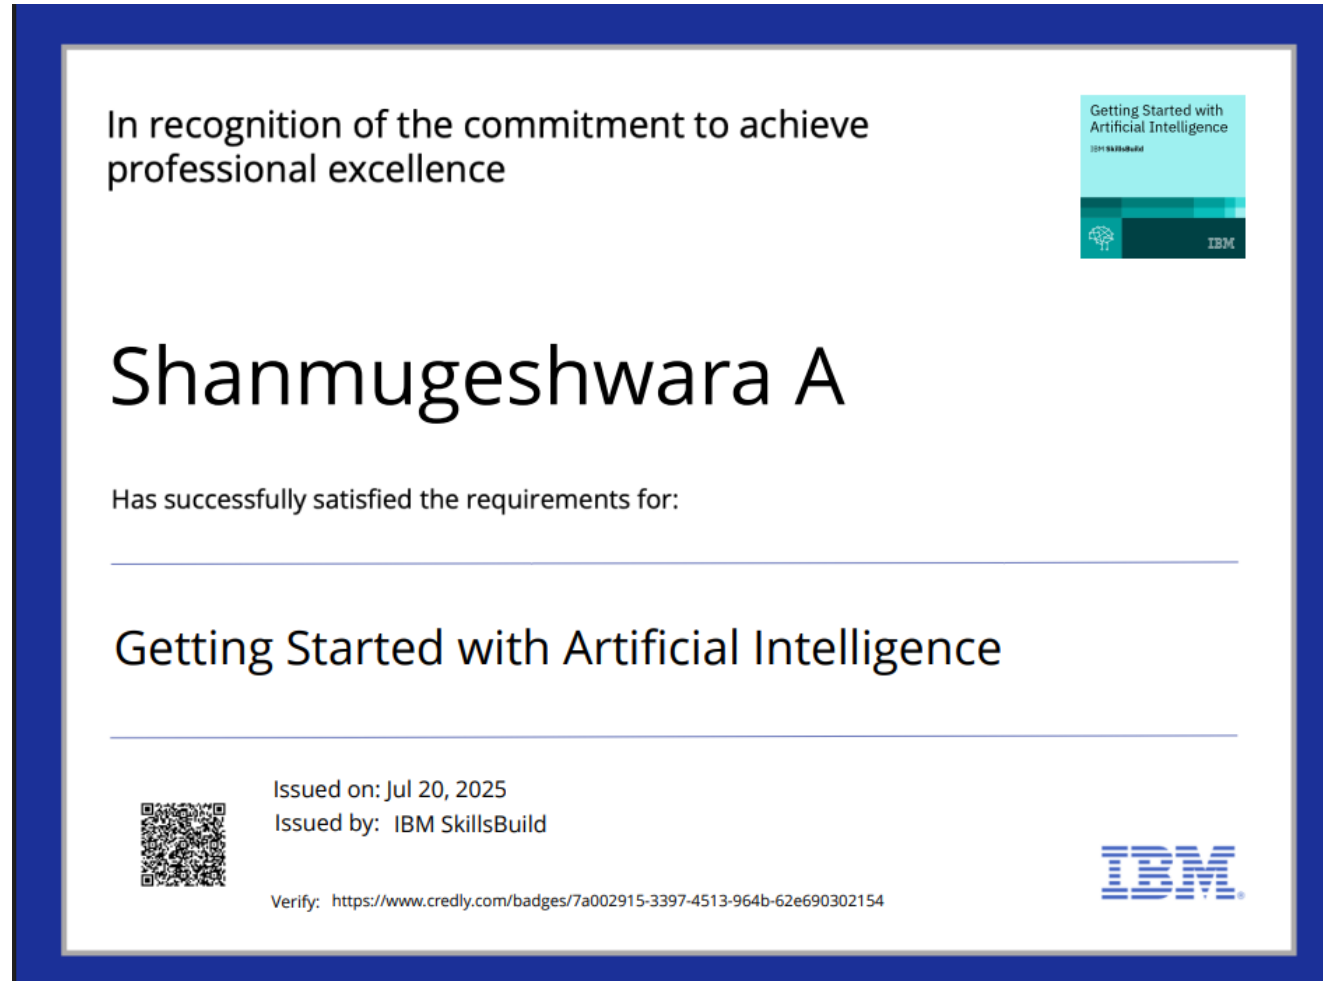 In recognition of the commitment to achieve
professional excellence
Getting Started with
Artificial Intelligence
IBM SkillsBuild
IBM
Shanmugeshwara A
Has successfully satisfied the requirements for:
Getting Started with Artificial Intelligence
Issued on: Jul 20, 2025
Issued by: IBM SkillsBuild
Verify: https://www.credly.com/badges/7a002915-3397-4513-964b-62e690302154
IBM®